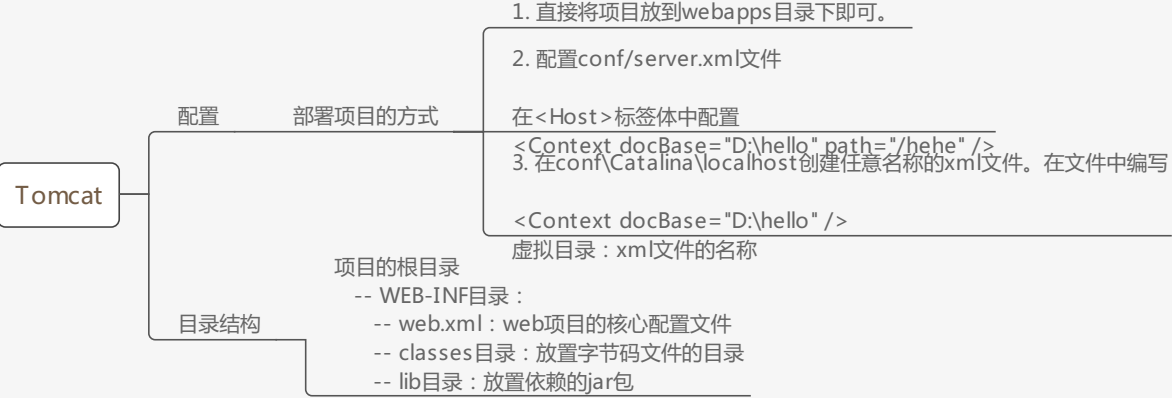 Tomcat
配置
部署项目的方式
1. 直接将项目放到webapps目录下即可。
2. 配置conf/server.xml文件
在<Host>标签体中配置
<Context docBase="D:\hello" path="/hehe" />
3. 在conf\Catalina\localhost创建任意名称的xml文件。在文件中编写
<Context docBase="D:\hello" />
虚拟目录：xml文件的名称
目录结构
项目的根目录
-- WEB-INF目录：
-- web.xml：web项目的核心配置文件
-- classes目录：放置字节码文件的目录
-- lib目录：放置依赖的jar包